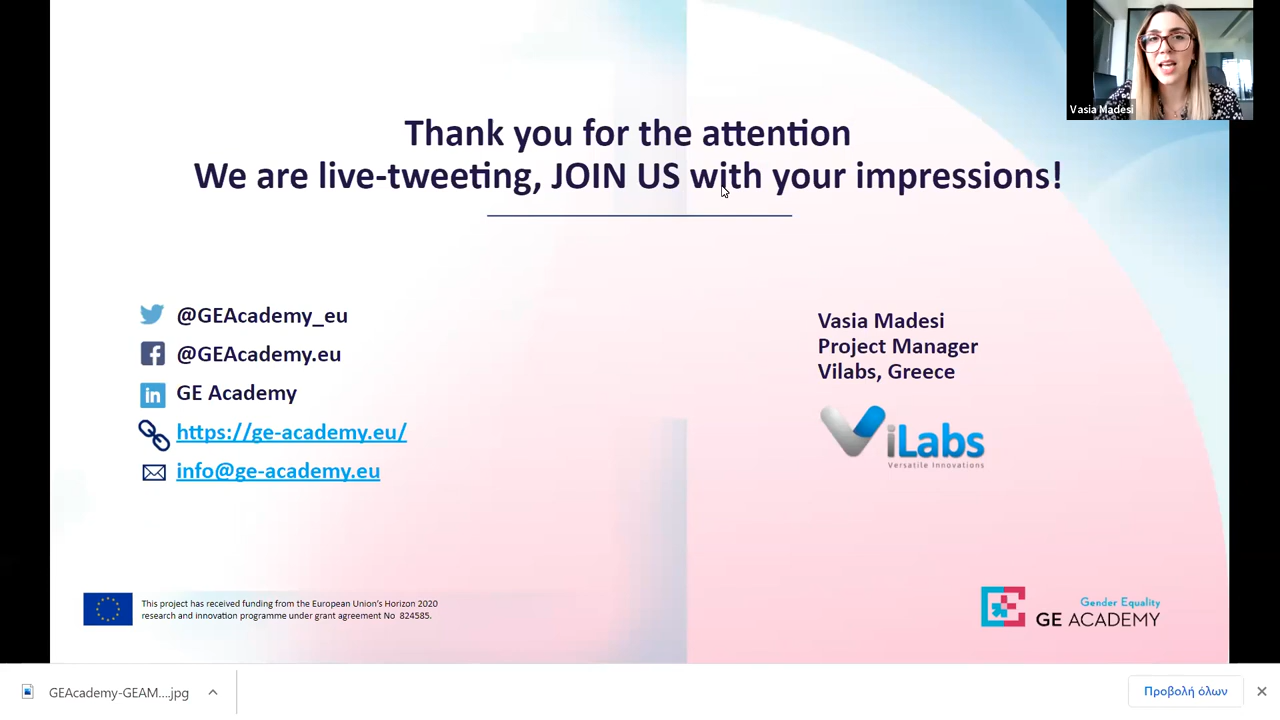 Vasia Madesi
Thank you for the attention
We are live-tweeting, JOIN US with your impressions!
@GEAcademy_eu
@GEAcademy.eu
in GE Academy
https://ge-academy.eu/
info@ge-academy.eu
Vasia Madesi
Project Manager
Vilabs, Greece
ViLabs
Versatile Innovations
This project has received funding from the European Union's Horizon 2020
research and innovation programme under grant agreement No 824585.
Gender Equality
GE ACADEMY
GEAcademy-GEAM....jpg
Προβολή όλων